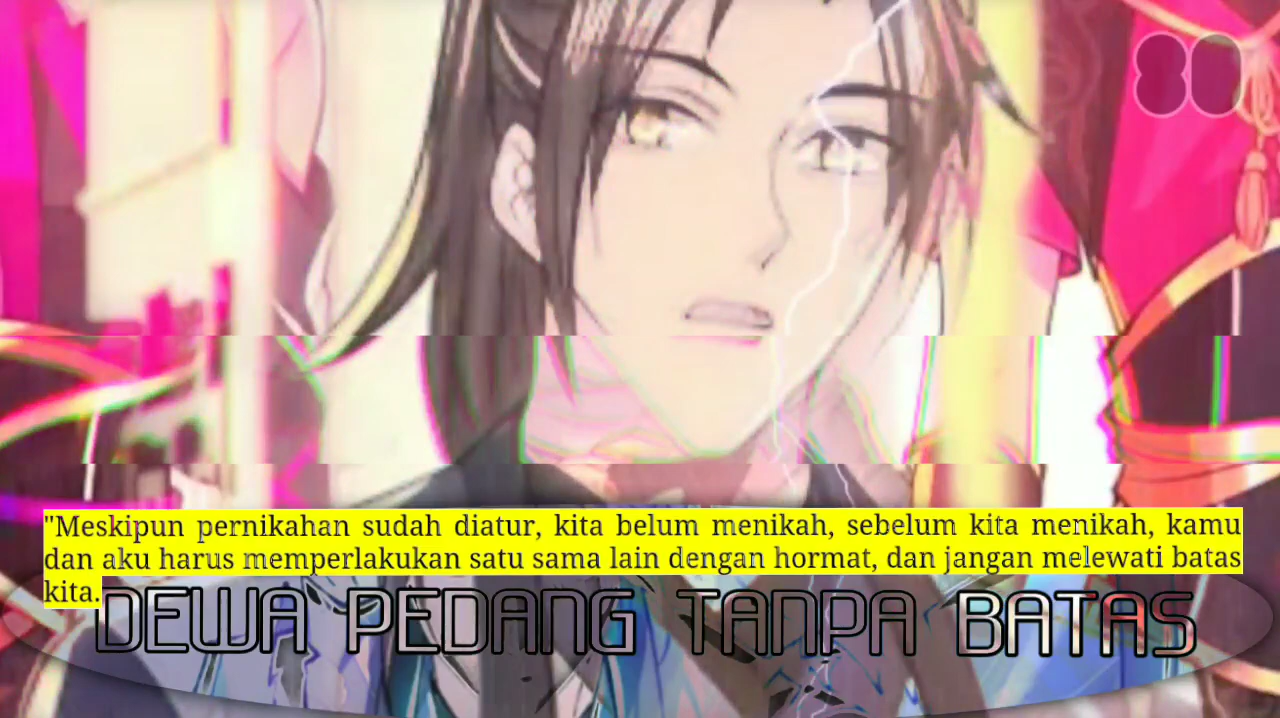 80
"Meskipun pernikahan sudah diatur, kita belum menikah, sebelum kita menikah, kamu
dan aku harus memperlakukan satu sama lain dengan hormat, dan jangan melewati batas
kita.
DEWA PEDANG TANPA BATAS